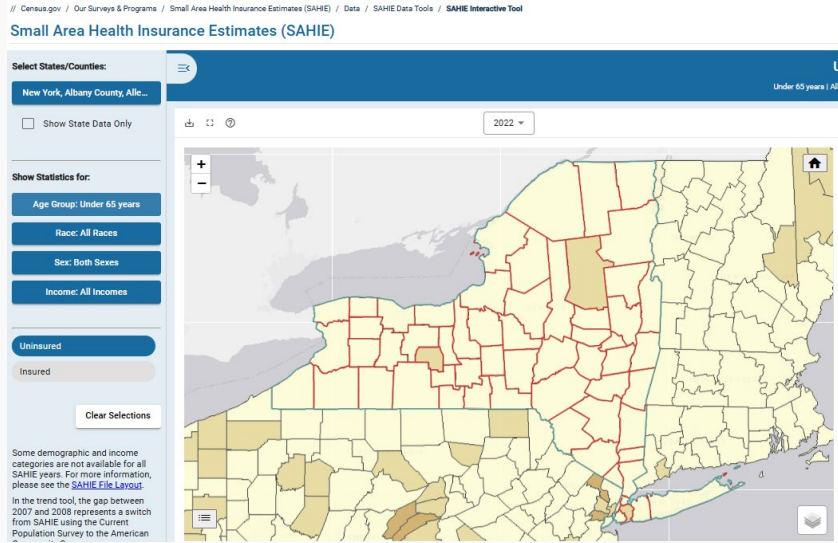 // Census.gov / Our Surveys & Programs / Small Area Health Insurance Estimates (SAHIE) / Data / SAHIE Data Tools / SAHIE Interactive Tool
Small Area Health Insurance Estimates (SAHIE)
Select States/Counties:
New York, Albany County, Alle...
Show State Data Only
Show Statistics for:
Age Group: Under 65 years
Race: All Races
Sex: Both Sexes
Income: All Incomes
Uninsured
Insured
Clear Selections
Some demographic and income
categories are not available for all
SAHIE years. For more information,
please see the SAHIE File Layout.
In the trend tool, the gap between
2007 and 2008 represents a switch
from SAHIE using the Current
Population Survey to the American
U
Under 65 years | All
2022
+
−